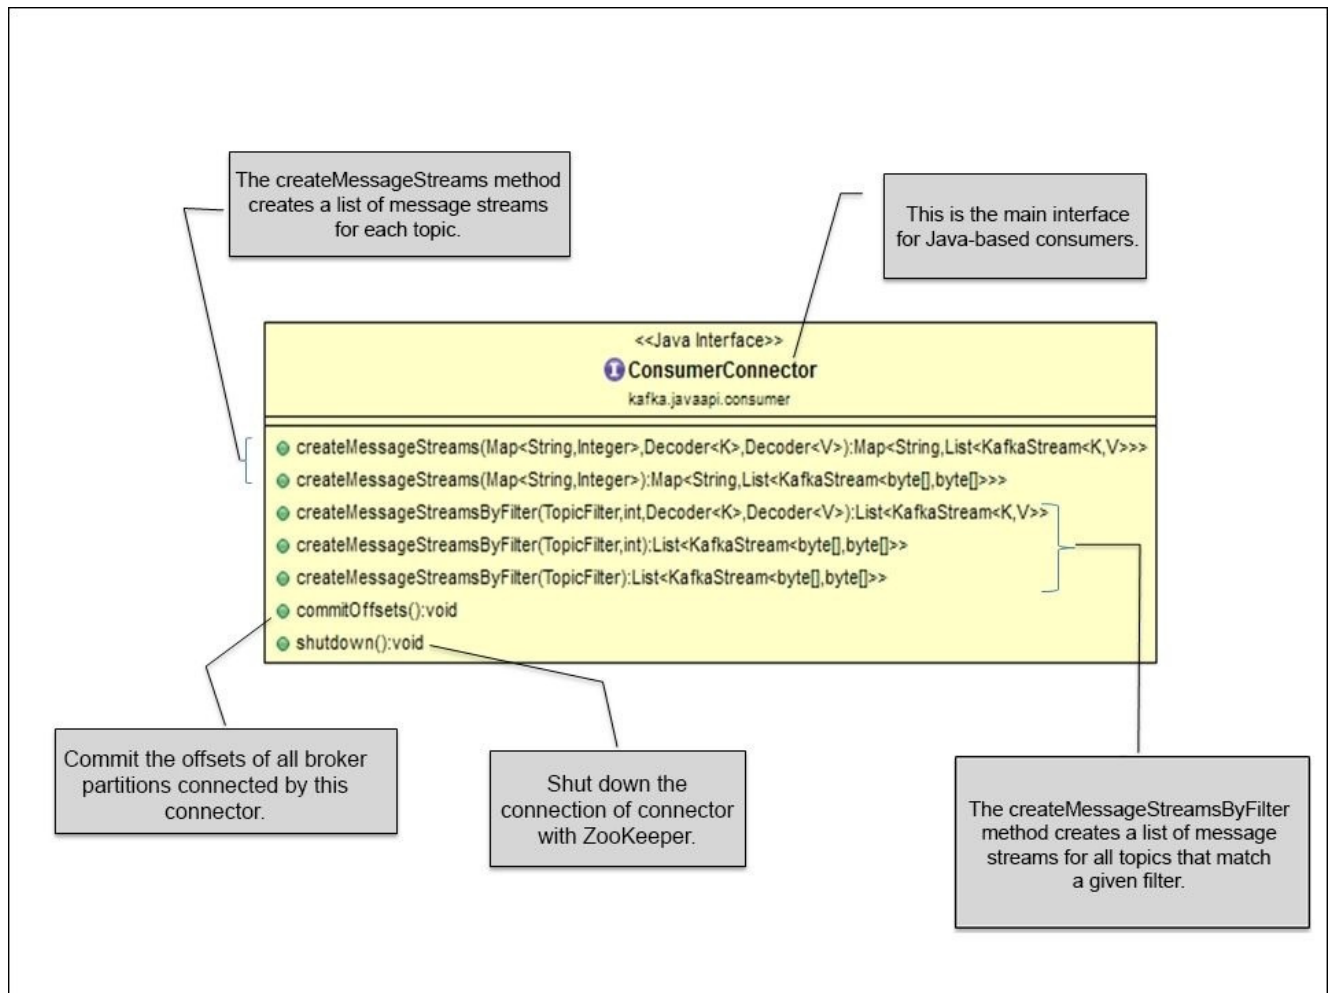 The createMessageStreams method
creates a list of message streams
for each topic.
This is the main interface
for Java-based consumers.
<<Java Interface>>
I ConsumerConnector
kafka.javaapi.consumer
createMessageStreams(Map<String,Integer>,Decoder<K>,Decoder<V>):Map<String,List<KafkaStream<K,V>>>
createMessageStreams(Map<String,Integer>):Map<String,List<KafkaStream<byte[],byte[]>>>
createMessageStreamsByFilter(TopicFilter,int,Decoder<K>,Decoder<V>):List<KafkaStream<K,V>>
createMessageStreamsByFilter(TopicFilter,int):List<KafkaStream<byte[],byte[]>>
createMessageStreamsByFilter(TopicFilter):List<KafkaStream<byte[],byte[]>>
commitOffsets():void
shutdown():void
Commit the offsets of all broker
partitions connected by this
connector.
Shut down the
connection of connector
with ZooKeeper.
The createMessageStreamsByFilter
method creates a list of message
streams for all topics that match
a given filter.